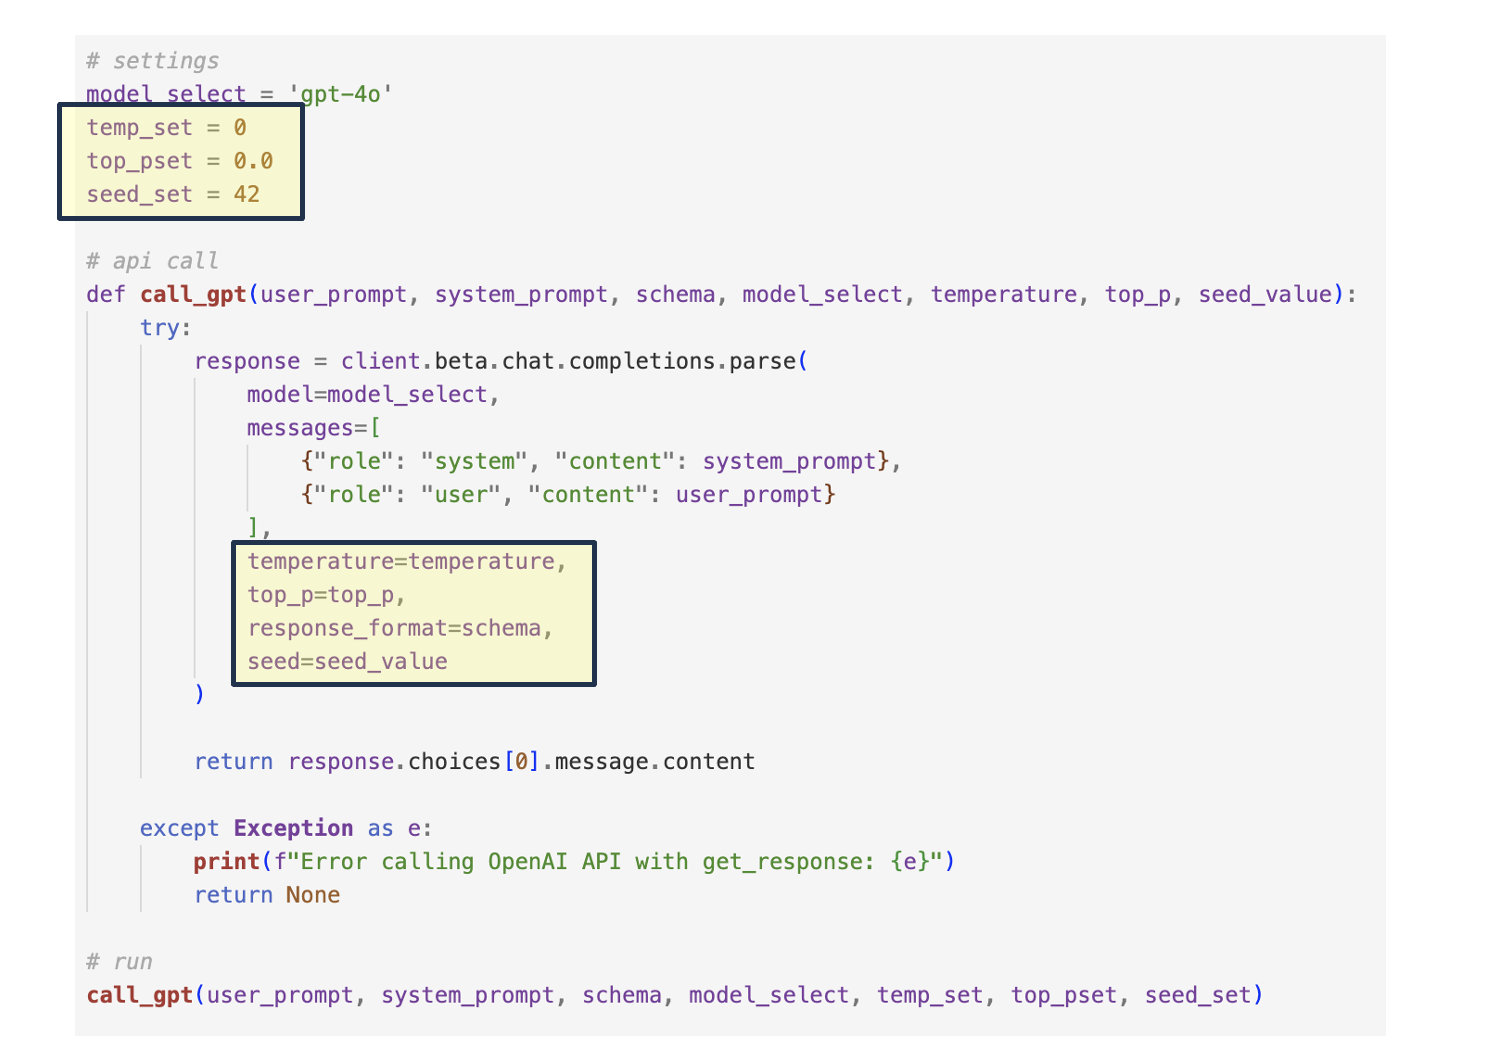 # settings
model_select = 'gpt-4o'
temp_set = 0
top_pset = 0.0
seed_set = 42
# api call
def call_gpt(user_prompt, system_prompt, schema, model_select, temperature, top_p, seed_value):
try:
response = client.beta.chat.completions.parse(
model=model_select,
messages=[
{"role": "system", "content": system_prompt},
{"role": "user", "content": user_prompt}
],
temperature=temperature,
top_p=top_p,
response_format=schema,
seed=seed_value
)
return response.choices[0].message.content
except Exception as e:
print(f"Error calling OpenAI API with get_response: {e}")
return None
# run
call_gpt(user_prompt, system_prompt, schema, model_select, temp_set, top_pset, seed_set)